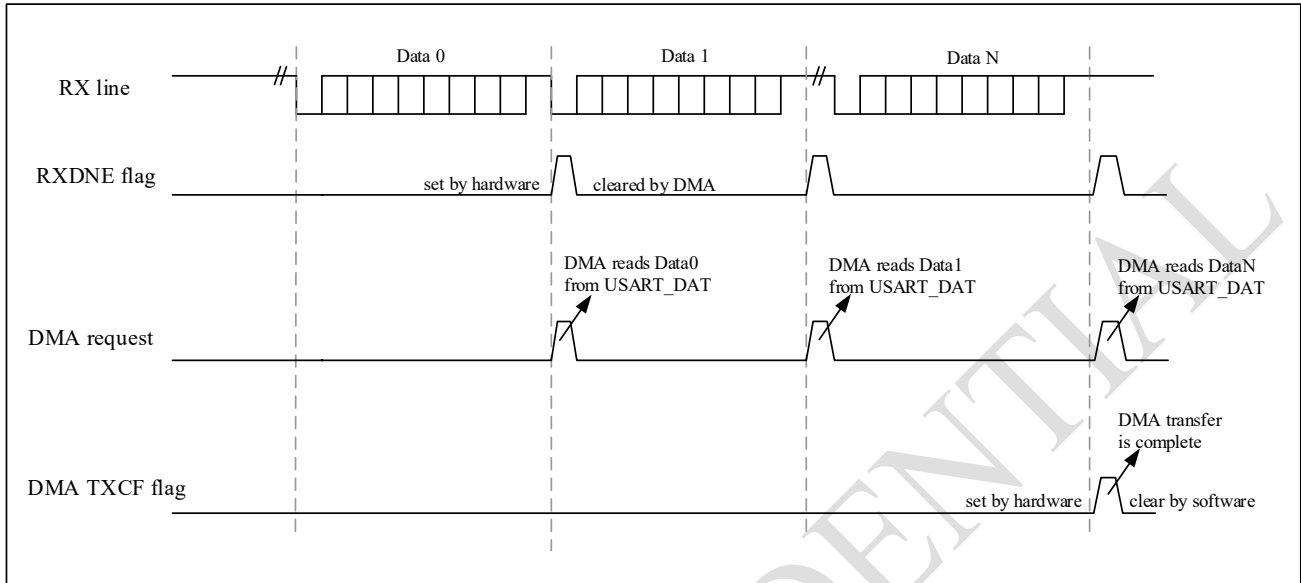 Data 0
Data 1
Data N
RX line
RXDNE flag
set by hardware
cleared by DMA
DMA reads Data0
from USART_DAT
DMA reads Data1
from USART_DAT
DMA reads DataN
from USART_DAT
DMA request
DMA transfer
is complete
DMA TXCF flag
set by hardware
clear by software
DENTIAL